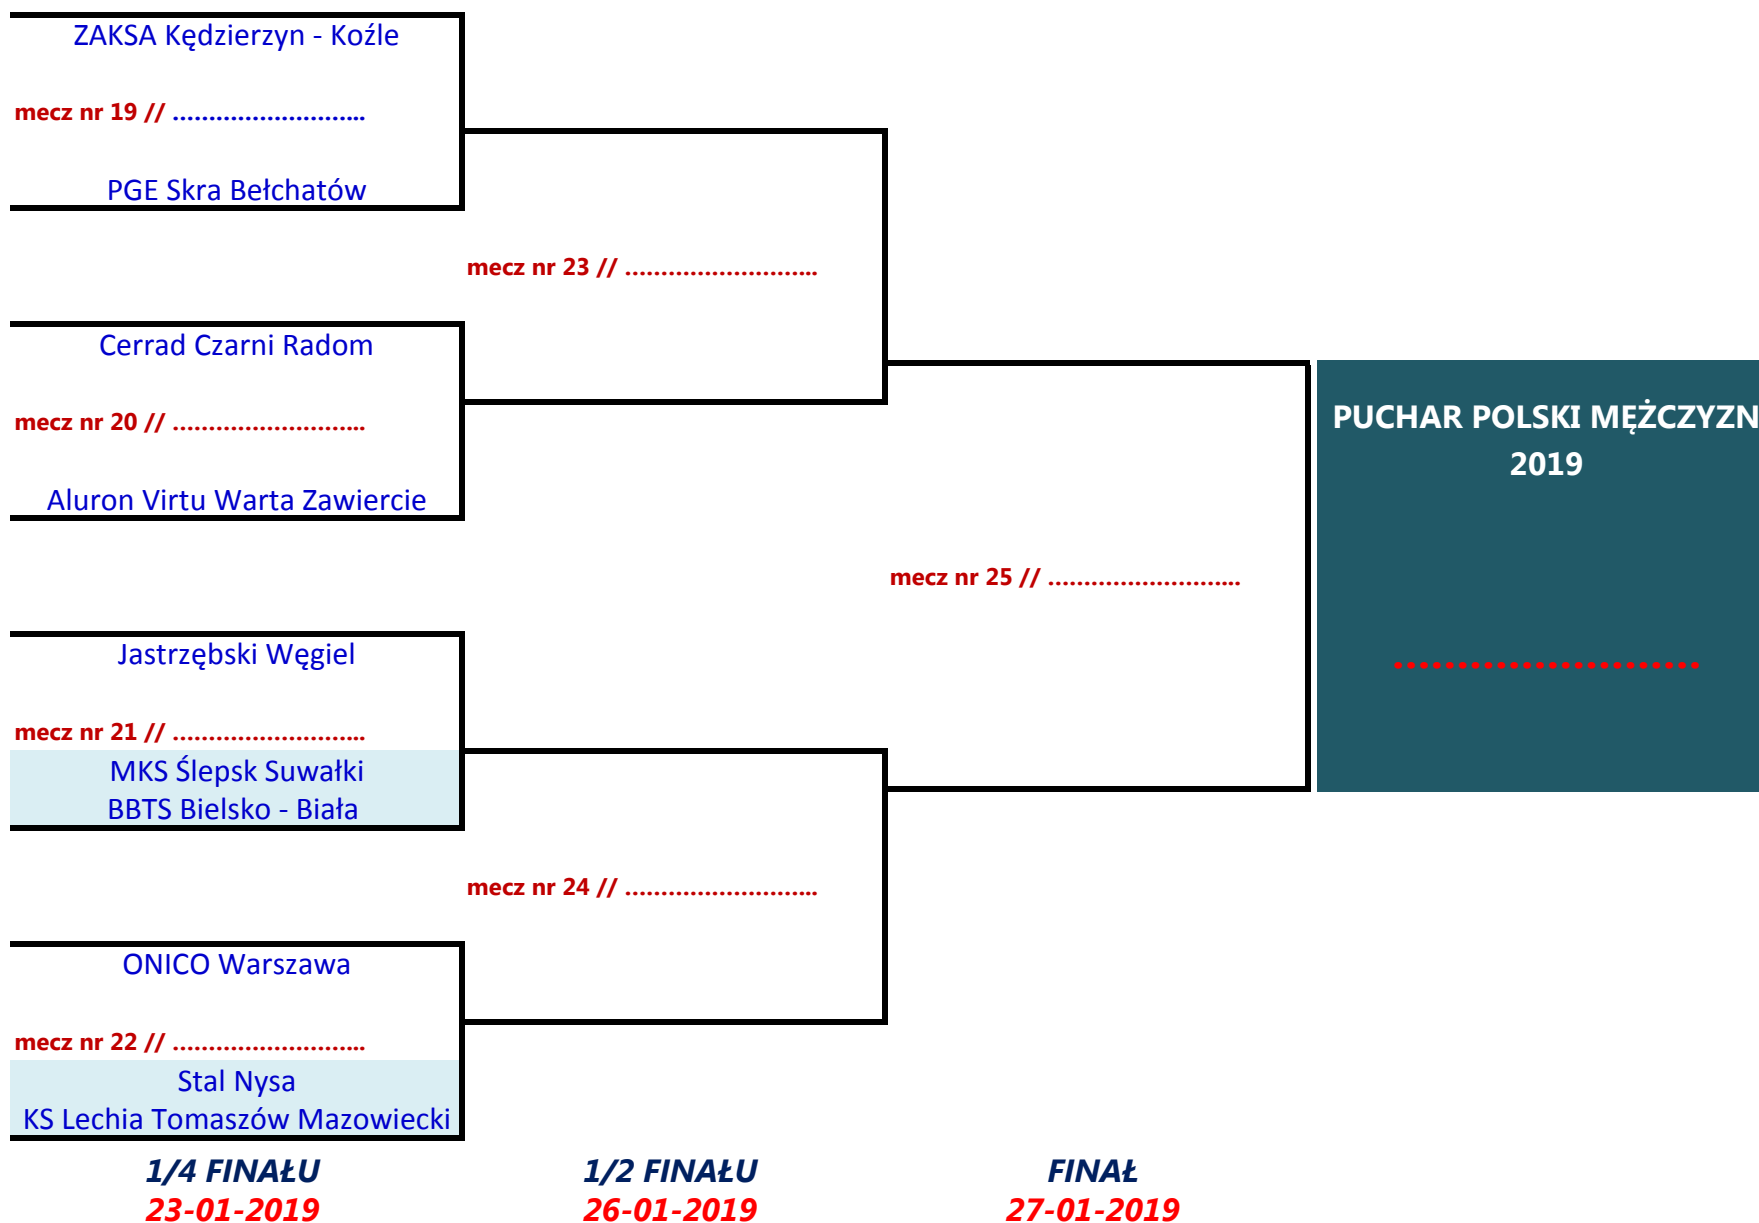 ZAKSA Kędzierzyn - Koźle
mecz nr 19 // ...........................
PGE Skra Bełchatów
mecz nr 23 // ...........................
Cerrad Czarni Radom
mecz nr 20 // ...........................
Aluron Virtu Warta Zawiercie
PUCHAR POLSKI MĘŻCZYZN
2019
mecz nr 25 // ...........................
........................
Jastrzębski Węgiel
mecz nr 21 // ...........................
MKS Ślepsk Suwałki
BBTS Bielsko - Biała
mecz nr 24 // ...........................
ONICO Warszawa
mecz nr 22 // ...........................
Stal Nysa
KS Lechia Tomaszów Mazowiecki
1/4 FINAŁU
23-01-2019
1/2 FINAŁU
26-01-2019
FINAŁ
27-01-2019